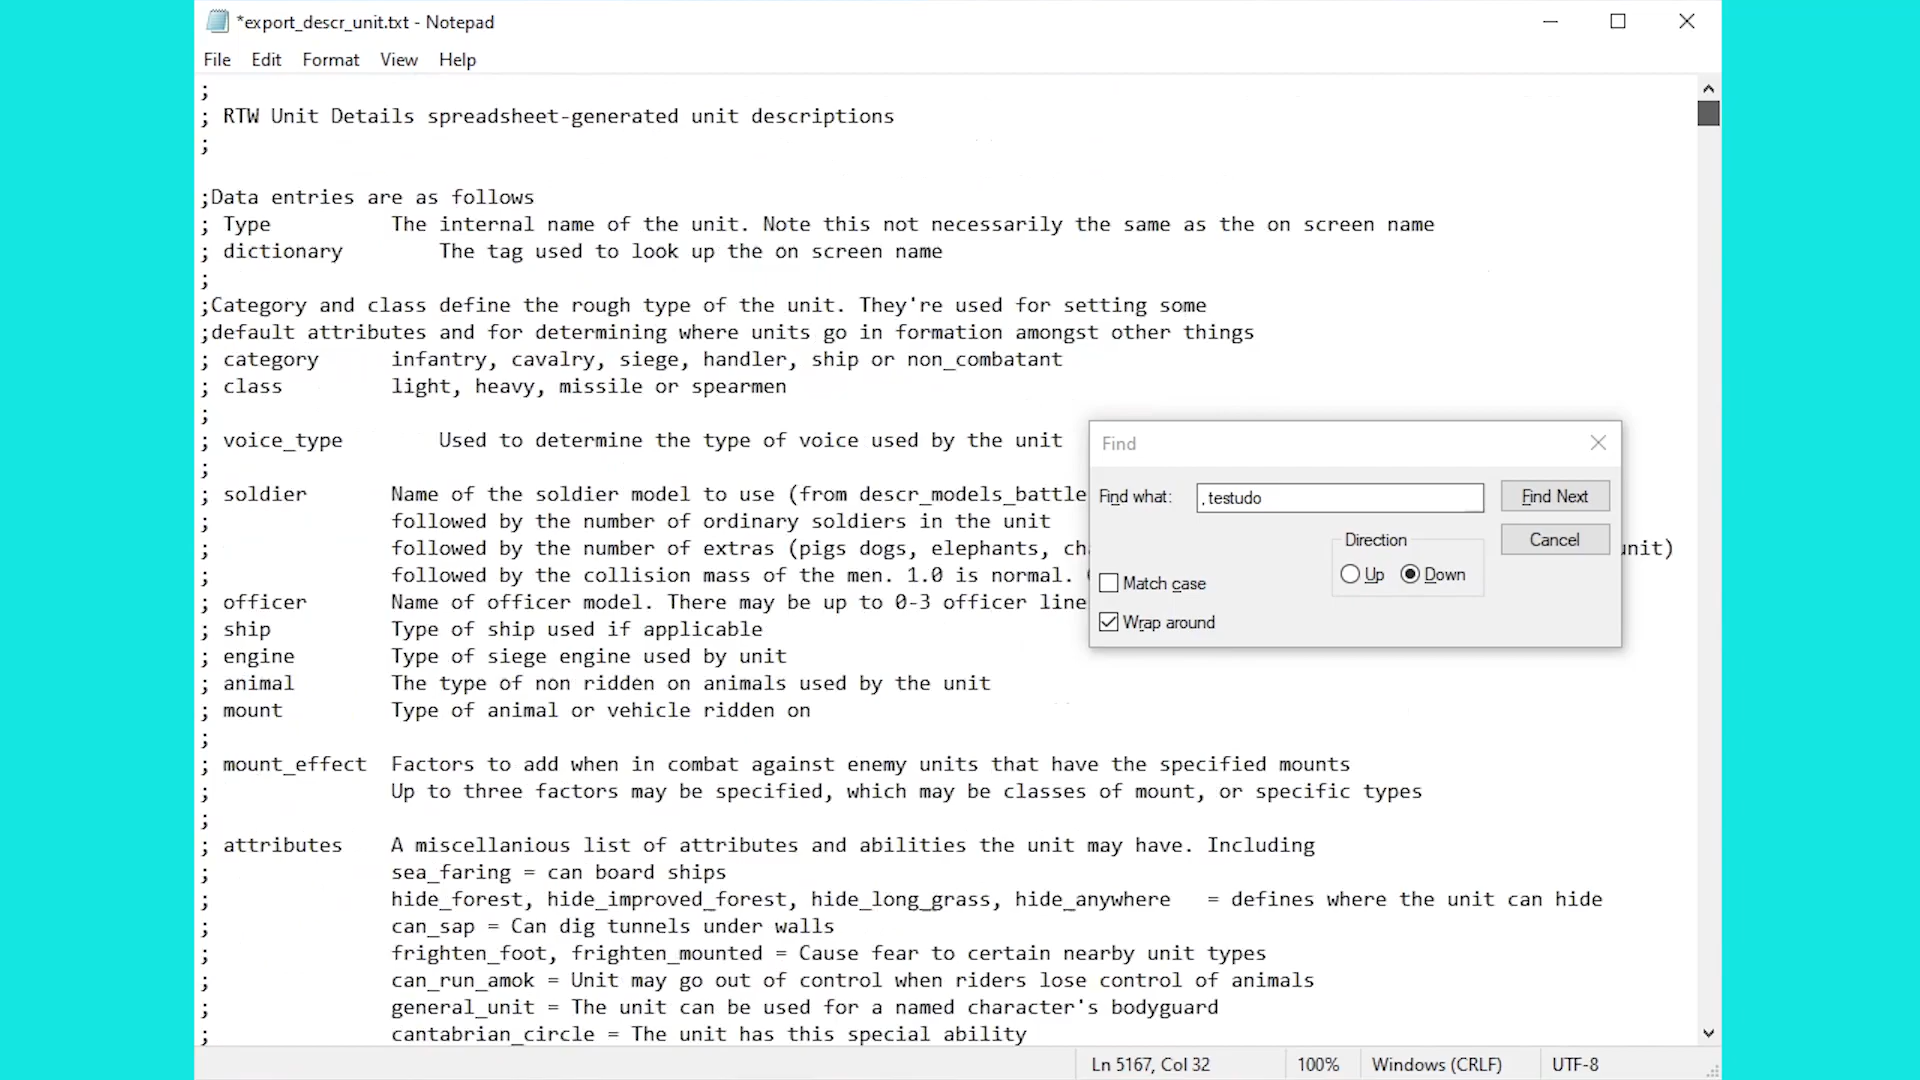 *export_descr_unit.txt - Notepad
File Edit Format View Help
;
; RTW Unit Details spreadsheet-generated unit descriptions
;
;Data entries are as follows
; Type The internal name of the unit. Note this not necessarily the same as the on screen name
; dictionary The tag used to look up the on screen name
;
;Category and class define the rough type of the unit. They're used for setting some
;default attributes and for determining where units go in formation amongst other things
; category infantry, cavalry, siege, handler, ship or non_combatant
; class light, heavy, missile or spearmen
;
; voice_type Used to determine the type of voice used by the unit
;
; soldier Name of the soldier model to use (from descr_models_battle
; followed by the number of ordinary soldiers in the unit
; followed by the number of extras (pigs dogs, elephants, ch unit)
; followed by the collision mass of the men. 1.0 is normal.
; officer Name of officer model. There may be up to 0-3 officer line
; ship Type of ship used if applicable
; engine Type of siege engine used by unit
; animal The type of non ridden on animals used by the unit
; mount Type of animal or vehicle ridden on
;
; mount_effect Factors to add when in combat against enemy units that have the specified mounts
; Up to three factors may be specified, which may be classes of mount, or specific types
;
; attributes A miscellanious list of attributes and abilities the unit may have. Including
; sea_faring = can board ships
; hide_forest, hide_improved_forest, hide_long_grass, hide_anywhere = defines where the unit can hide
; can_sap = Can dig tunnels under walls
; frighten_foot, frighten_mounted = Cause fear to certain nearby unit types
; can_run_amok = Unit may go out of control when riders lose control of animals
; general_unit = The unit can be used for a named character's bodyguard
; cantabrian_circle = The unit has this special ability
Find
Find what: , testudo Find Next
Direction Cancel
Up Down
Match case
Wrap around
Ln 5167, Col 32 100% Windows (CRLF) UTF-8